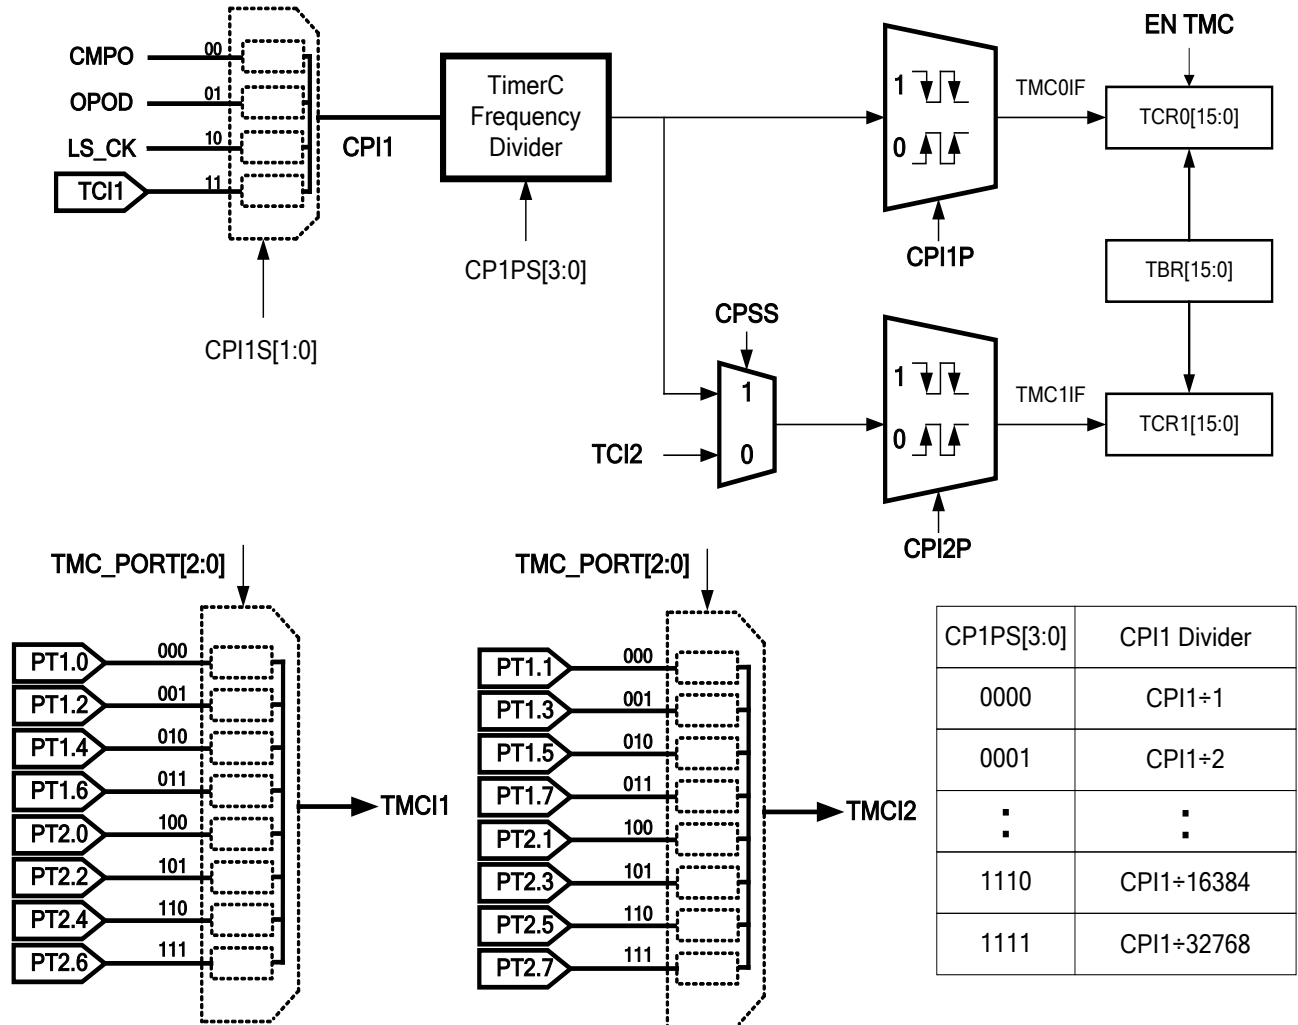 EN TMC
CMPO
00
OPOD
01
LS_CK
10
TCI1
11
CPI1
TimerC
Frequency
Divider
CP1PS[3:0]
CPI1S[1:0]
1
0
CPI1P
TMC0IF
TCR0[15:0]
TBR[15:0]
CPSS
1
0
TCI2
1
0
CPI2P
TMC1IF
TCR1[15:0]
TMC_PORT[2:0]
PT1.0
000
PT1.2
001
PT1.4
010
PT1.6
011
PT2.0
100
PT2.2
101
PT2.4
110
PT2.6
111
TMCI1
TMC_PORT[2:0]
PT1.1
000
PT1.3
001
PT1.5
010
PT1.7
011
PT2.1
100
PT2.3
101
PT2.5
110
PT2.7
111
TMCI2
CP1PS[3:0] CPI1 Divider
0000 CPI1÷1
0001 CPI1÷2
: :
1110 CPI1÷16384
1111 CPI1÷32768